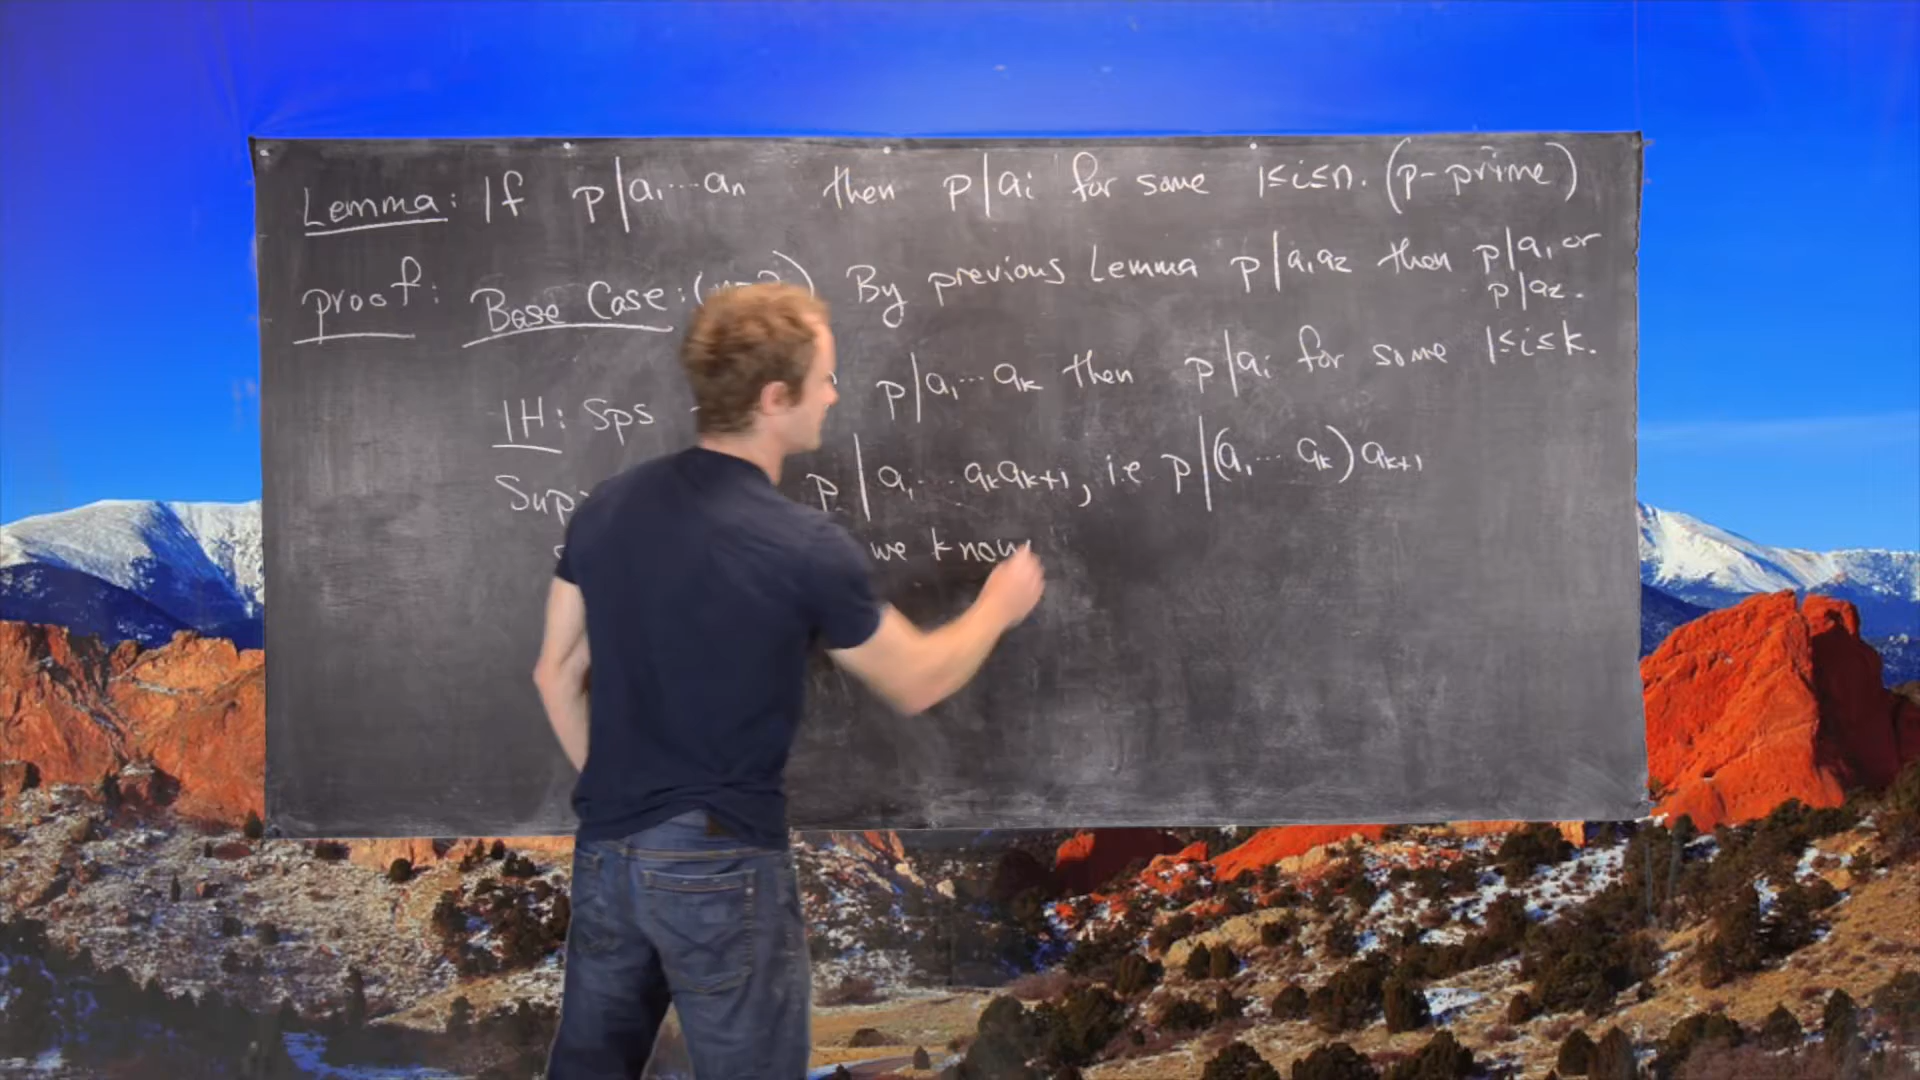 Lemma: If p|a₁⋯aₙ then p|aᵢ for some 1≤i≤n. (p-prime)
Proof: Base Case: By previous Lemma p|a₁a₂ then p|a₁ or
p|a₂.
IH: Sps p|a₁⋯aₖ then p|aᵢ for some 1≤i≤k.
p|a₁⋯aₖaₖ₊₁, i.e p|(a₁⋯aₖ)aₖ₊₁
we know